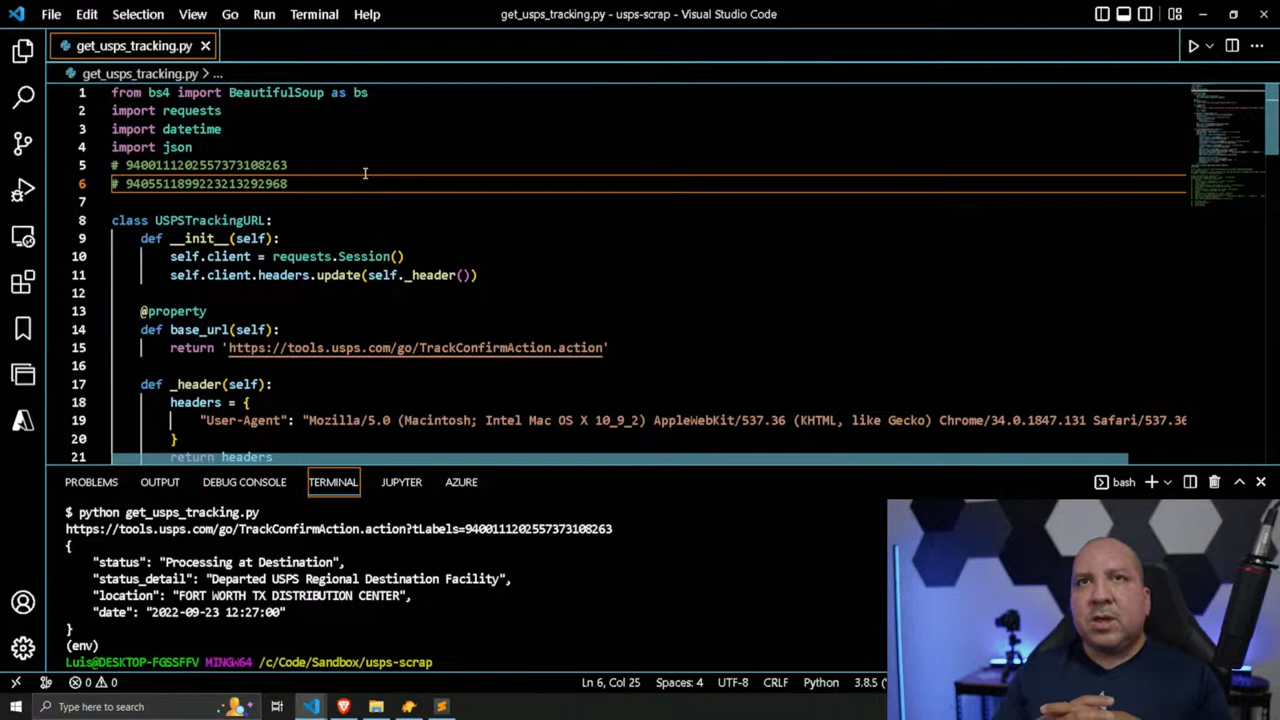 File Edit Selection View Go Run Terminal Help get_usps_tracking.py - usps-scrap - Visual Studio Code
get_usps_tracking.py
get_usps_tracking.py > ...
1 from bs4 import BeautifulSoup as bs
2 import requests
3 import datetime
4 import json
5 # 9400111202557373108263
6 # 9405511899223213292968
7
8 class USPSTrackingURL:
9 def __init__(self):
10 self.client = requests.Session()
11 self.client.headers.update(self._header())
12
13 @property
14 def base_url(self):
15 return 'https://tools.usps.com/go/TrackConfirmAction.action'
16
17 def _header(self):
18 headers = {
19 "User-Agent": "Mozilla/5.0 (Macintosh; Intel Mac OS X 10_9_2) AppleWebKit/537.36 (KHTML, like Gecko) Chrome/34.0.1847.131 Safari/537.36
20 }
21 return headers
PROBLEMS OUTPUT DEBUG CONSOLE TERMINAL JUPYTER AZURE bash
$ python get_usps_tracking.py
https://tools.usps.com/go/TrackConfirmAction.action?tLabels=9400111202557373108263
{
"status": "Processing at Destination",
"status_detail": "Departed USPS Regional Destination Facility",
"location": "FORT WORTH TX DISTRIBUTION CENTER",
"date": "2022-09-23 12:27:00"
}
(env)
Luis@DESKTOP-FGSSFFV MINGW64 /c/Code/Sandbox/usps-scrap
0 0 Ln 6, Col 25 Spaces: 4 UTF-8 CRLF Python 3.8.5 (
Type here to search